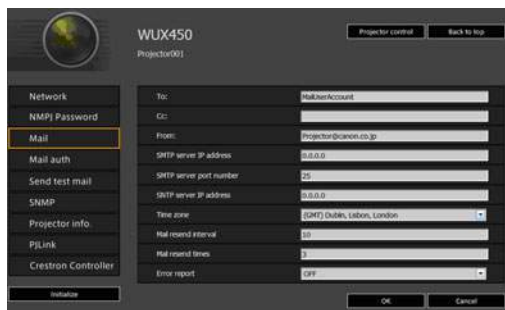 WUX450
Projector001
Projector control
Back to top
Network
NMPJ Password
Mail
Mail auth
Send test mail
SNMP
Projector info.
PJLink
Crestron Controller
Initialize
To: MailUserAccount
Cc:
From: Projector@canon.co.jp
SMTP server IP address 0.0.0.0
SMTP server port number 25
SNTP server IP address 0.0.0.0
Time zone (GMT) Dublin, Lisbon, London
Mail resend interval 10
Mail resend times 3
Error report OFF
OK Cancel